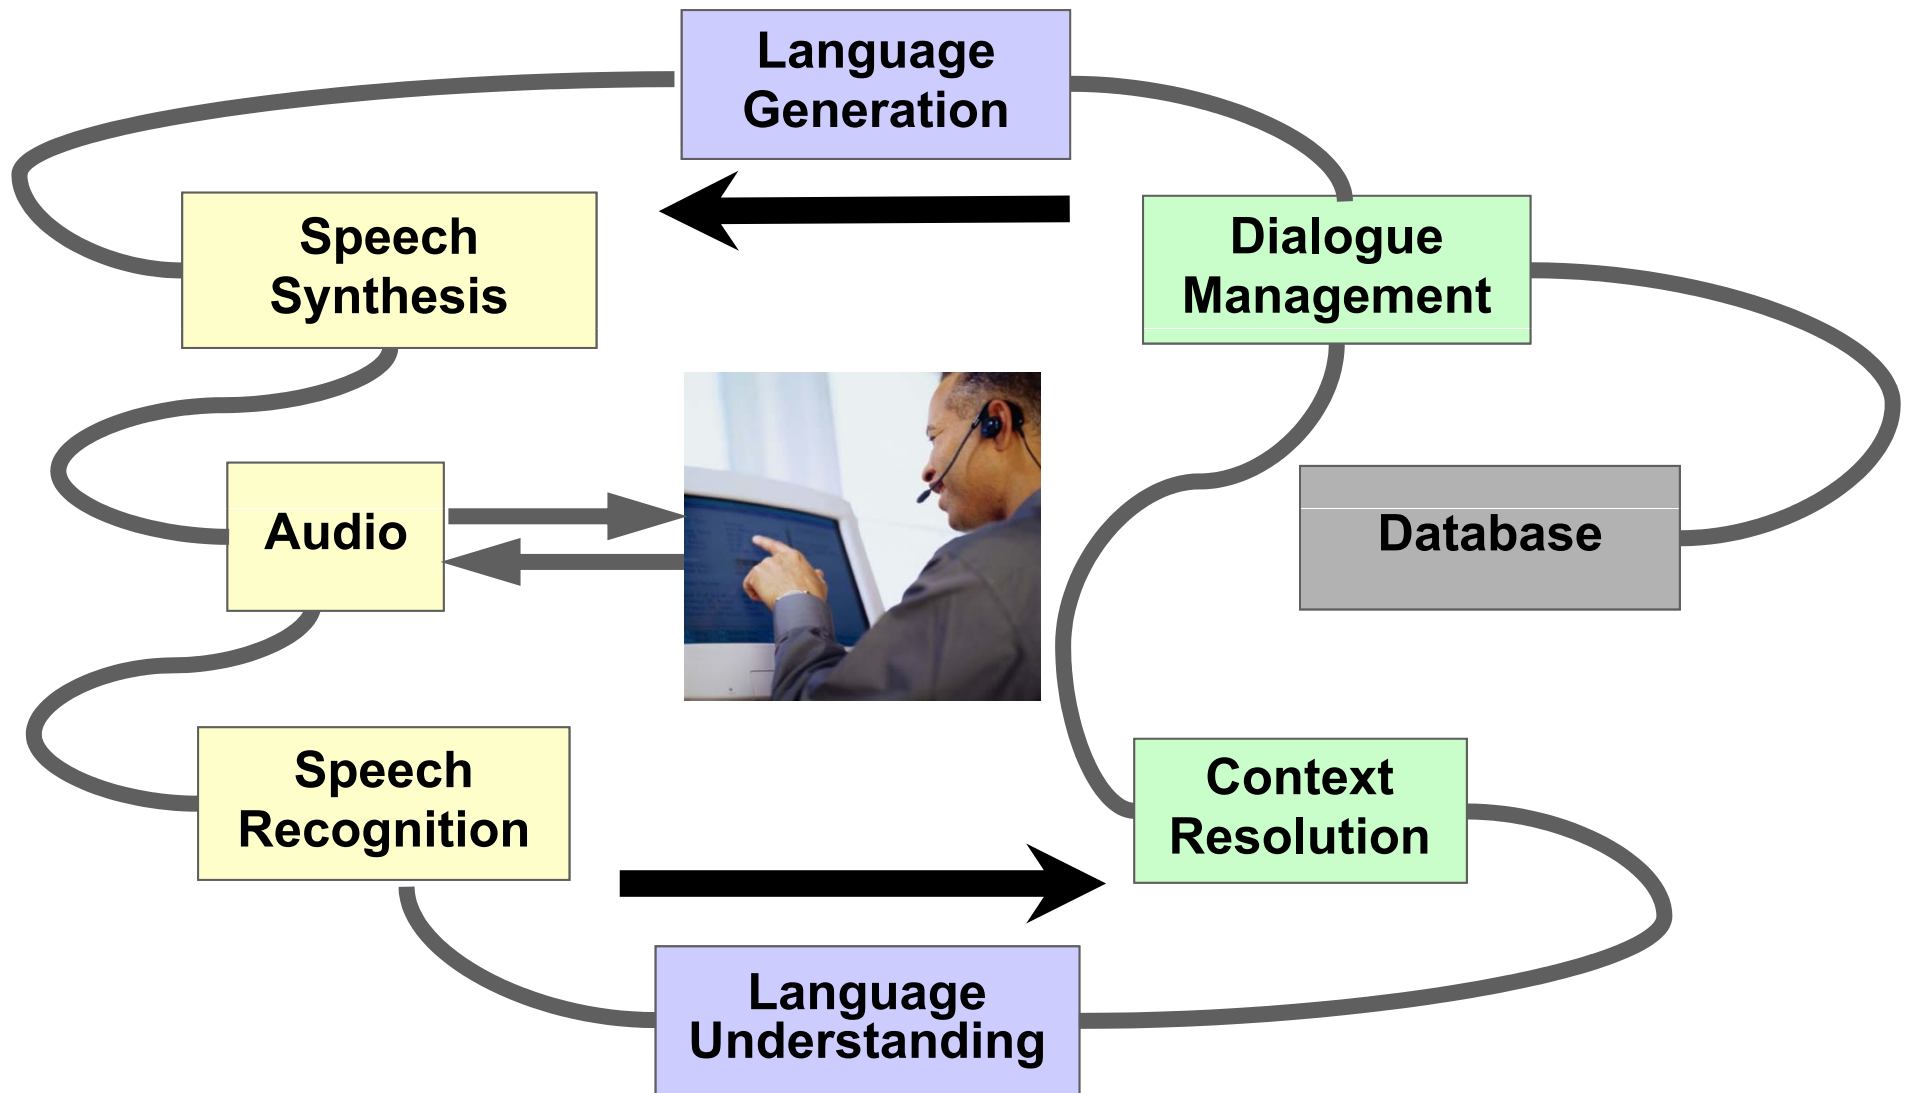 Language
Generation
Speech
Synthesis
Dialogue
Management
Audio
Database
Speech
Recognition
Context
Resolution
Language
Understanding